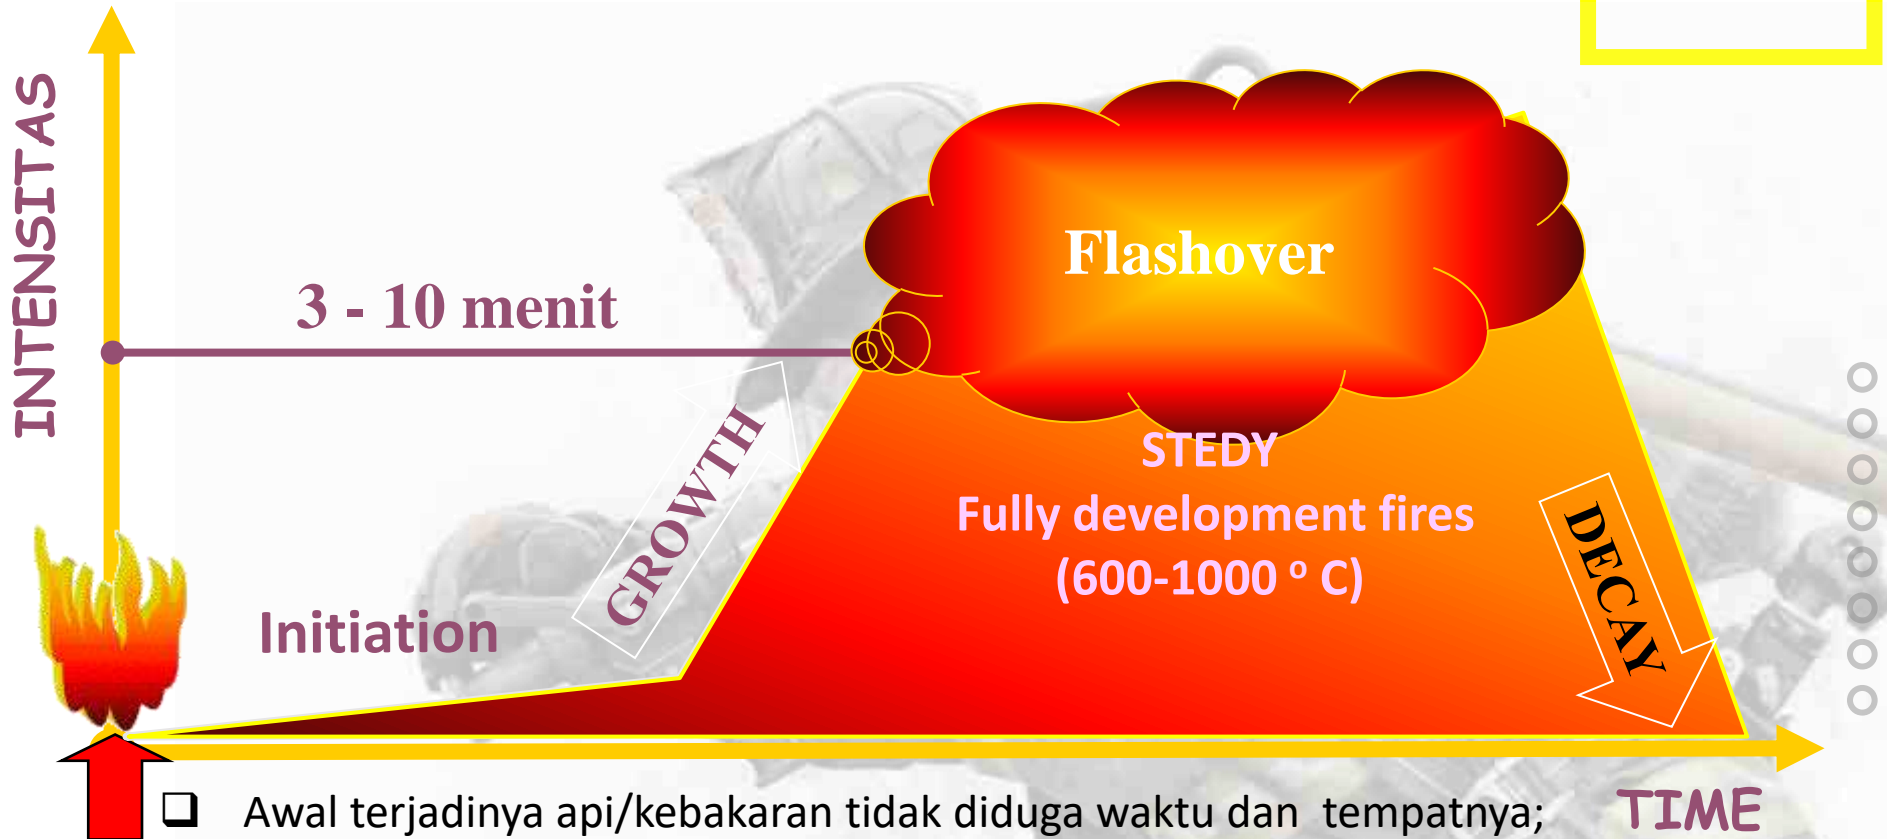 INTENSITAS
3 - 10 menit
Flashover
GROWTH
STEDY
Fully development fires
(600-1000 ° C)
DECAY
Initiation
Awal terjadinya api/kebakaran tidak diduga waktu dan tempatnya;
TIME